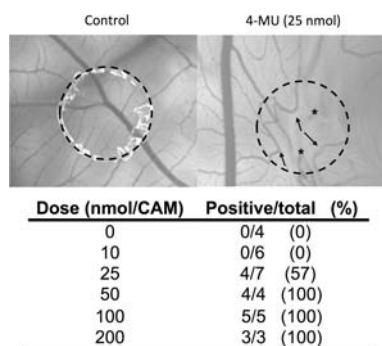 Control 4-MU (25 nmol)
* 
*
Dose (nmol/CAM) Positive/total (%)
0 0/4 (0)
10 0/6 (0)
25 4/7 (57)
50 4/4 (100)
100 5/5 (100)
200 3/3 (100)